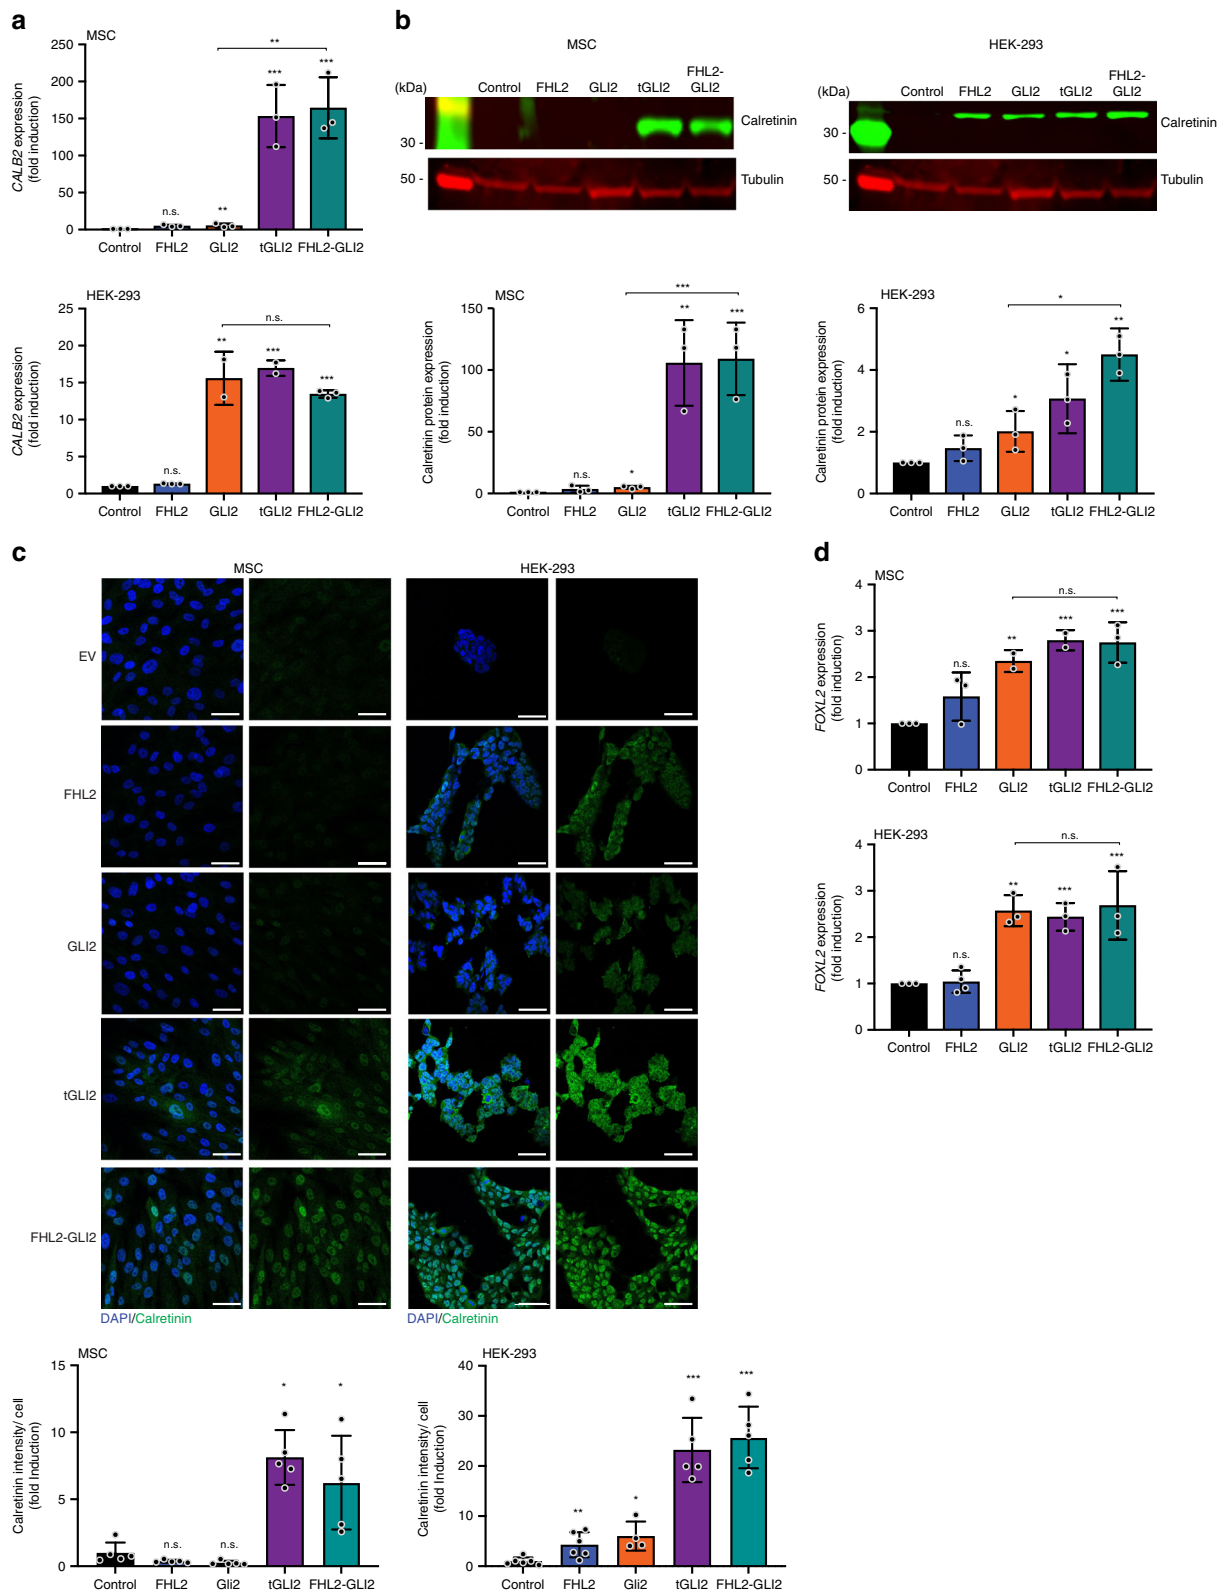 a
MSC
CALB2 expression
(fold induction)
250
200
150
100
50
0
**
n.s.
**
***
***
Control FHL2 GLI2 tGLI2 FHL2-GLI2
HEK-293
CALB2 expression
(fold induction)
25
20
15
10
5
0
n.s.
n.s.
**
***
***
Control FHL2 GLI2 tGLI2 FHL2-GLI2
b
MSC
(kDa) Control FHL2 GLI2 tGLI2 FHL2-
GLI2
30 -
Calretinin
50 -
Tubulin
HEK-293
(kDa) Control FHL2 GLI2 tGLI2 FHL2-
GLI2
30 -
Calretinin
50 -
Tubulin
MSC
Calretinin protein expression
(fold induction)
150
100
50
0
***
n.s.
*
**
***
Control FHL2 GLI2 tGLI2 FHL2-GLI2
HEK-293
Calretinin protein expression
(fold induction)
6
4
2
0
*
n.s.
*
*
**
Control FHL2 GLI2 tGLI2 FHL2-GLI2
c
MSC HEK-293
EV
FHL2
GLI2
tGLI2
FHL2-GLI2
DAPI/Calretinin DAPI/Calretinin
MSC
Calretinin intensity/ cell
(fold Induction)
15
10
5
0
n.s.
n.s.
*
*
Control FHL2 Gli2 tGLI2 FHL2-GLI2
HEK-293
Calretinin intensity/ cell
(fold Induction)
40
30
20
10
0
**
*
***
***
Control FHL2 Gli2 tGLI2 FHL2-GLI2
d
MSC
FOXL2 expression
(fold induction)
4
3
2
1
0
n.s.
n.s.
**
***
***
Control FHL2 GLI2 tGLI2 FHL2-GLI2
HEK-293
FOXL2 expression
(fold induction)
4
3
2
1
0
n.s.
n.s.
**
***
***
Control FHL2 GLI2 tGLI2 FHL2-GLI2